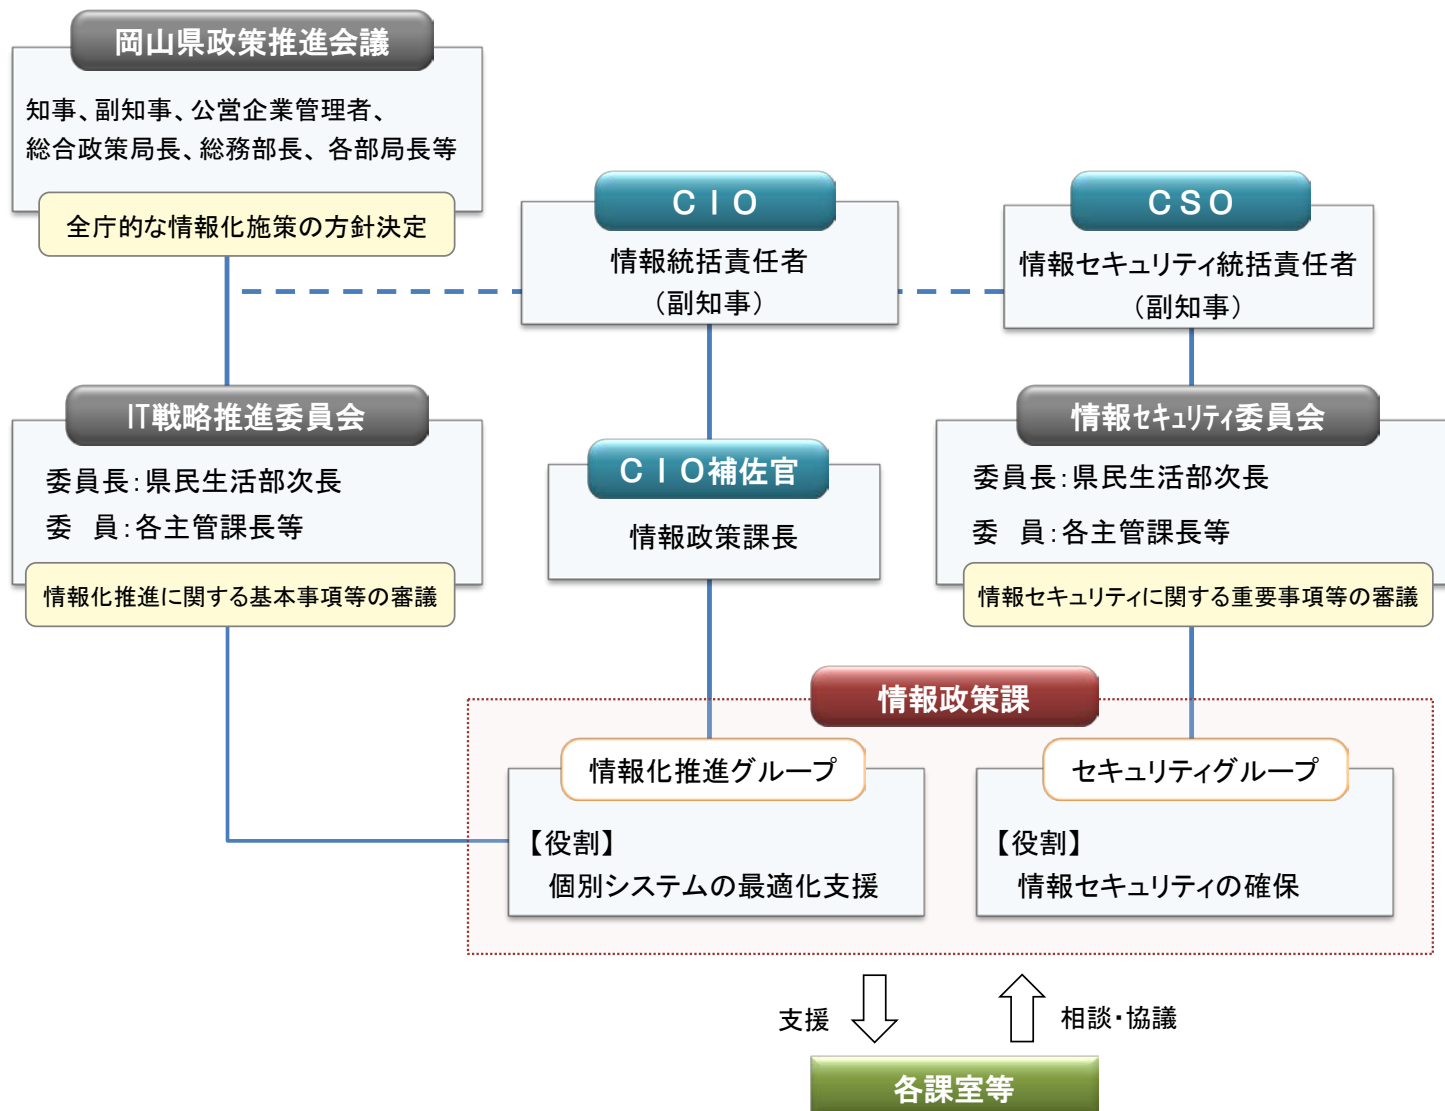 岡山県政策推進会議
知事、副知事、公営企業管理者、
総合政策局長、総務部長、各部局長等
全庁的な情報化施策の方針決定
ＣＩＯ
情報統括責任者
（副知事）
ＣＳＯ
情報セキュリティ統括責任者
（副知事）
IT戦略推進委員会
委員長：県民生活部次長
委　員：各主管課長等
情報化推進に関する基本事項等の審議
ＣＩＯ補佐官
情報政策課長
情報ｾｷｭﾘﾃｨ委員会
委員長：県民生活部次長
委　員：各主管課長等
情報セキュリティに関する重要事項等の審議
情報政策課
情報化推進グループ
【役割】
個別システムの最適化支援
セキュリティグループ
【役割】
情報セキュリティの確保
支援
相談・協議
各課室等